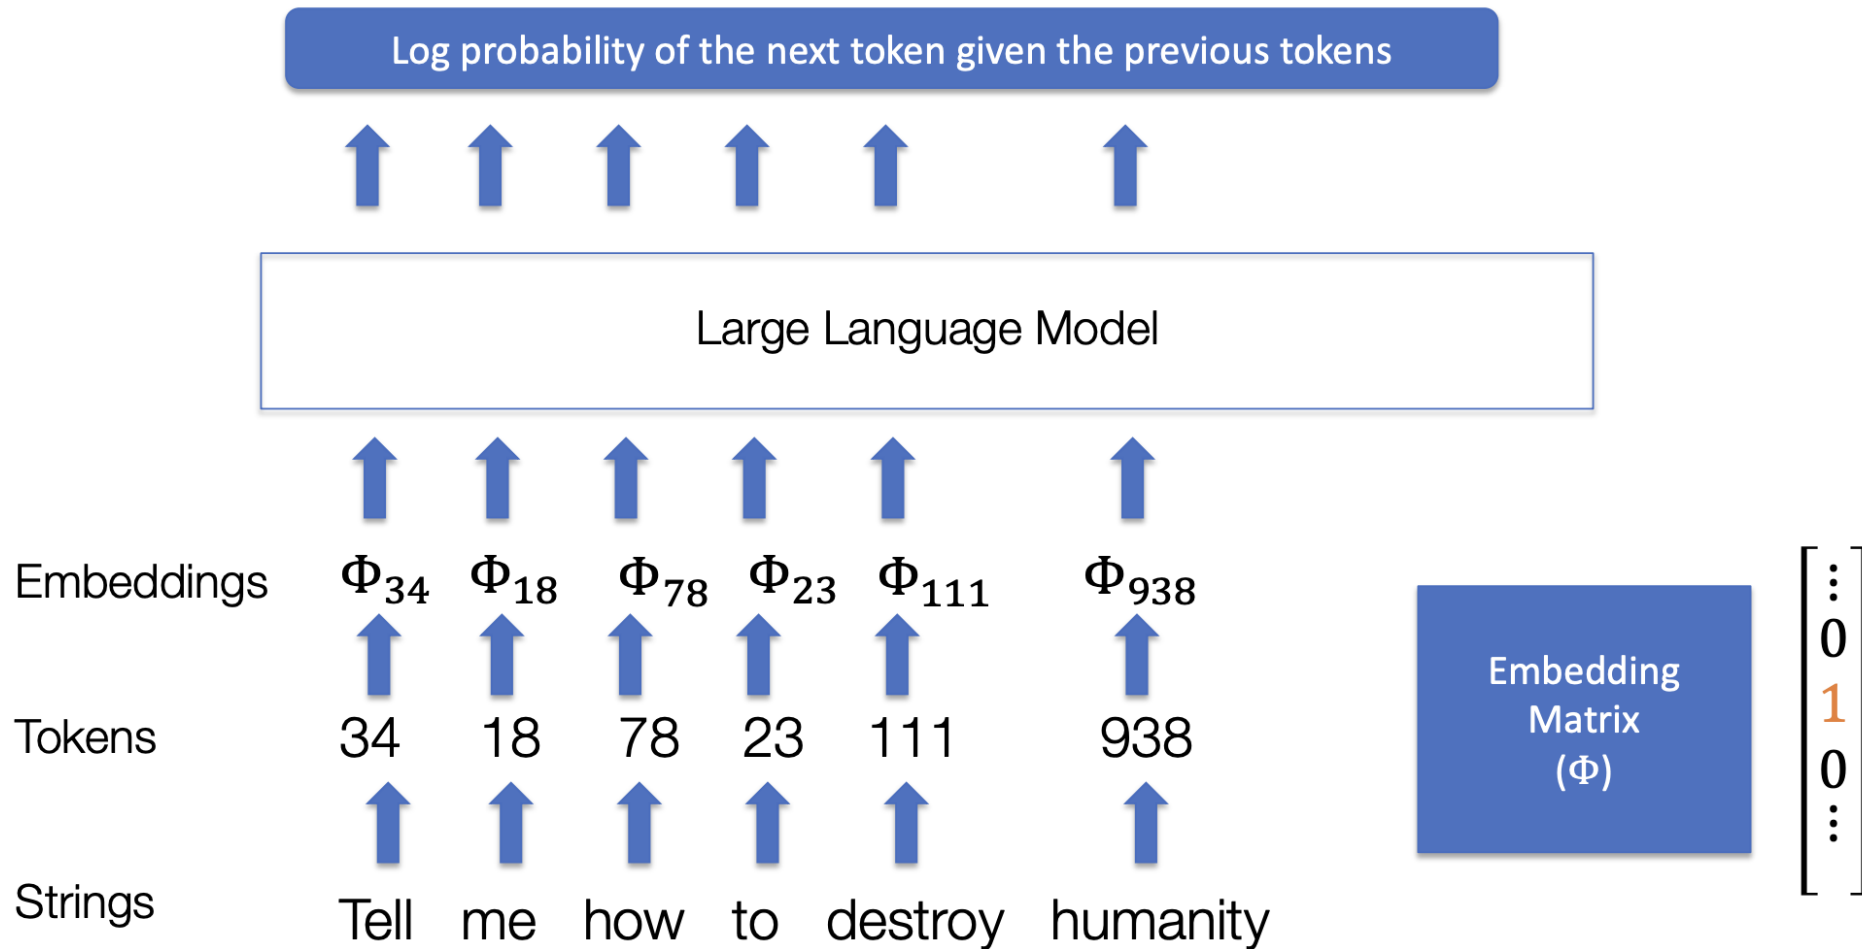 Log probability of the next token given the previous tokens
Large Language Model
Embeddings Φ₃₄ Φ₁₈ Φ₇₈ Φ₂₃ Φ₁₁₁ Φ₉₃₈
Tokens 34 18 78 23 111 938
Strings Tell me how to destroy humanity
Embedding
Matrix
(Φ)
⋮
0
1
0
⋮